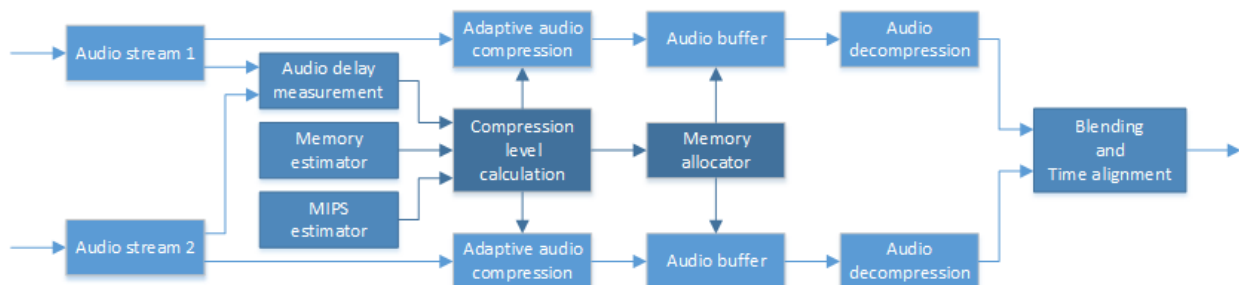 Audio stream 1
Adaptive audio
compression
Audio buffer
Audio
decompression
Audio delay
measurement
Memory
estimator
Compression
level
calculation
Memory
allocator
Blending
and
Time alignment
MIPS
estimator
Audio stream 2
Adaptive audio
compression
Audio buffer
Audio
decompression